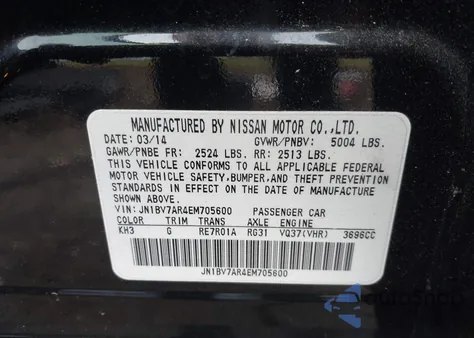 MANUFACTURED BY NISSAN MOTOR CO.,LTD.
DATE: 03/14 GVWR/PNBV: 5004 LBS.
GAWR/PNBE FR: 2524 LBS. RR: 2513 LBS.
THIS VEHICLE CONFORMS TO ALL APPLICABLE FEDERAL
MOTOR VEHICLE SAFETY,BUMPER,AND THEFT PREVENTION
STANDARDS IN EFFECT ON THE DATE OF MANUFACTURE
SHOWN ABOVE.
VIN: JN1BV7AR4EM705600 PASSENGER CAR
COLOR TRIM TRANS AXLE ENGINE
KH3 G RE7R01A RG31 VQ37(VHR) 3696CC
JN1BV7AR4EM705600